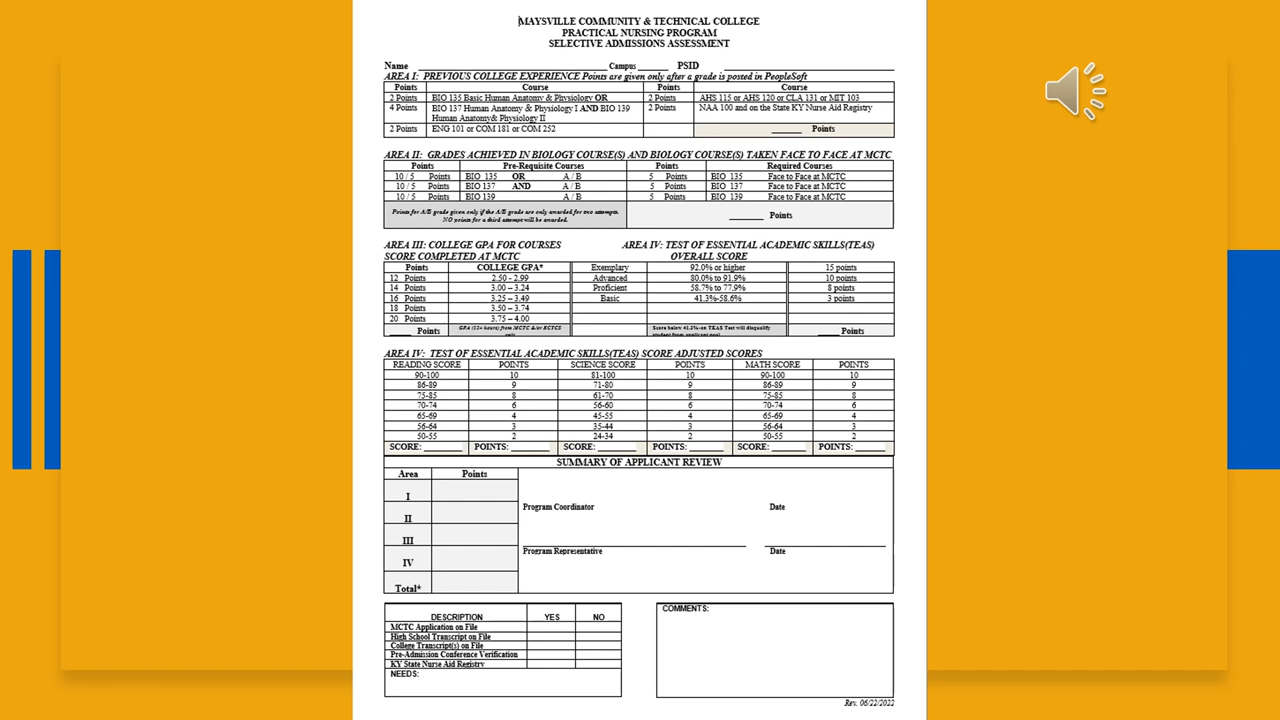 MAYSVILLE COMMUNITY & TECHNICAL COLLEGE
PRACTICAL NURSING PROGRAM
SELECTIVE ADMISSIONS ASSESSMENT
Name Campus PSID
AREA I: PREVIOUS COLLEGE EXPERIENCE Points are given only after a grade is posted in PeopleSoft
Points Course Course
2 Points BIO 135 Basic Human Anatomy & Physiology OR 2 Points AHS 115 or AHS 120 or CLA 131 or MIT 103
4 Points BIO 137 Human Anatomy & Physiology I AND BIO 139 2 Points NAA 100 and on the State KY Nurse Aid Registry
Human Anatomy& Physiology II
2 Points ENG 101 or COM 181 or COM 252 ______ Points
AREA II: GRADES ACHIEVED IN BIOLOGY COURSE(S) AND BIOLOGY COURSE(S) TAKEN FACE TO FACE AT MCTC
Points Pre-Requisite Courses Points Required Courses
10 / 5 Points BIO 135 OR A / B 5 Points BIO 135 Face to Face at MCTC
10 / 5 Points BIO 137 AND A / B 5 Points BIO 137 Face to Face at MCTC
10 / 5 Points BIO 139 A / B 5 Points BIO 139 Face to Face at MCTC
Points for A/B grade given only if the A/B grade are only awarded for two attempts.
NO points for a third attempt will be awarded.
_______ Points
AREA III: COLLEGE GPA FOR COURSES AREA IV: TEST OF ESSENTIAL ACADEMIC SKILLS(TEAS)
SCORE COMPLETED AT MCTC OVERALL SCORE
Points COLLEGE GPA* Exemplary 92.0% or higher 15 points
12 Points 2.50 - 2.99 Advanced 80.0% to 91.9% 10 points
14 Points 3.00 – 3.24 Proficient 58.7% to 77.9% 8 points
16 Points 3.25 – 3.49 Basic 41.3%-58.6% 3 points
18 Points 3.50 – 3.74
20 Points 3.75 – 4.00
_____ Points GPA (12+ hours) from MCTC &/or KCTCS Score below 41.3%-on TEAS Test will disqualify _____ Points
AREA IV: TEST OF ESSENTIAL ACADEMIC SKILLS(TEAS) SCORE ADJUSTED SCORES
READING SCORE POINTS SCIENCE SCORE POINTS MATH SCORE POINTS
90-100 10 81-100 10 90-100 10
86-89 9 71-80 9 86-89 9
75-85 8 61-70 8 75-85 8
70-74 6 56-60 6 70-74 6
65-69 4 45-55 4 65-69 4
56-64 3 35-44 3 56-64 3
50-55 2 24-34 2 50-55 2
SCORE: ________ POINTS: ________ SCORE: ________ POINTS: ________ SCORE: ________ POINTS: ________
SUMMARY OF APPLICANT REVIEW
Area Points
I
Program Coordinator Date
II
III
Program Representative Date
IV
Total*
DESCRIPTION YES NO
MCTC Application on File
High School Transcript on File
College Transcript(s) on File
Pre-Admission Conference Verification
KY State Nurse Aid Registry
NEEDS:
COMMENTS:
Rev. 06/22/2022